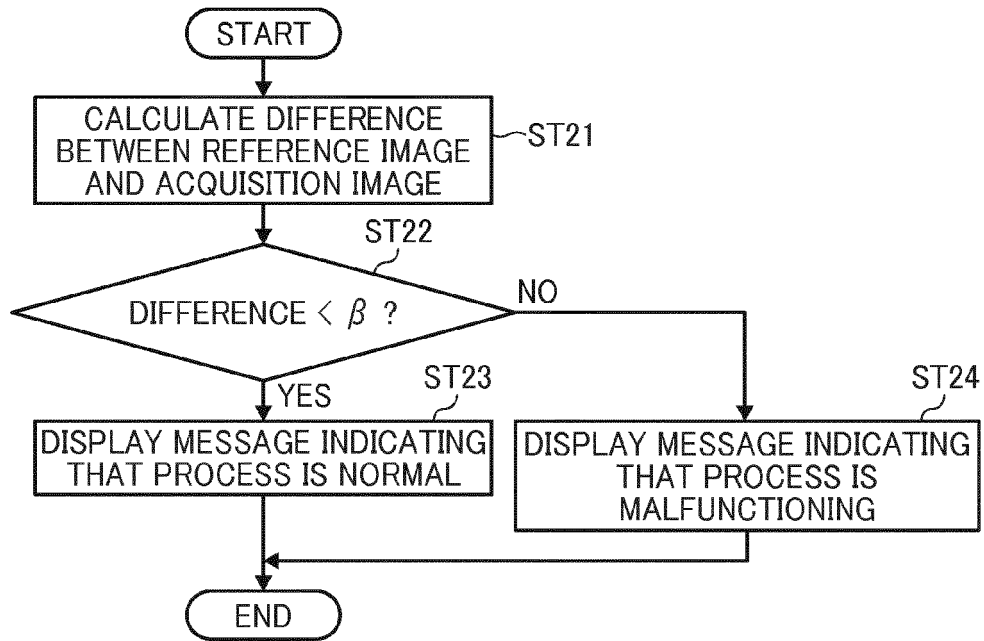 START
CALCULATE DIFFERENCE
BETWEEN REFERENCE IMAGE
AND ACQUISITION IMAGE
ST21
ST22
DIFFERENCE < β ?
NO
YES
ST23
DISPLAY MESSAGE INDICATING
THAT PROCESS IS NORMAL
ST24
DISPLAY MESSAGE INDICATING
THAT PROCESS IS
MALFUNCTIONING
END